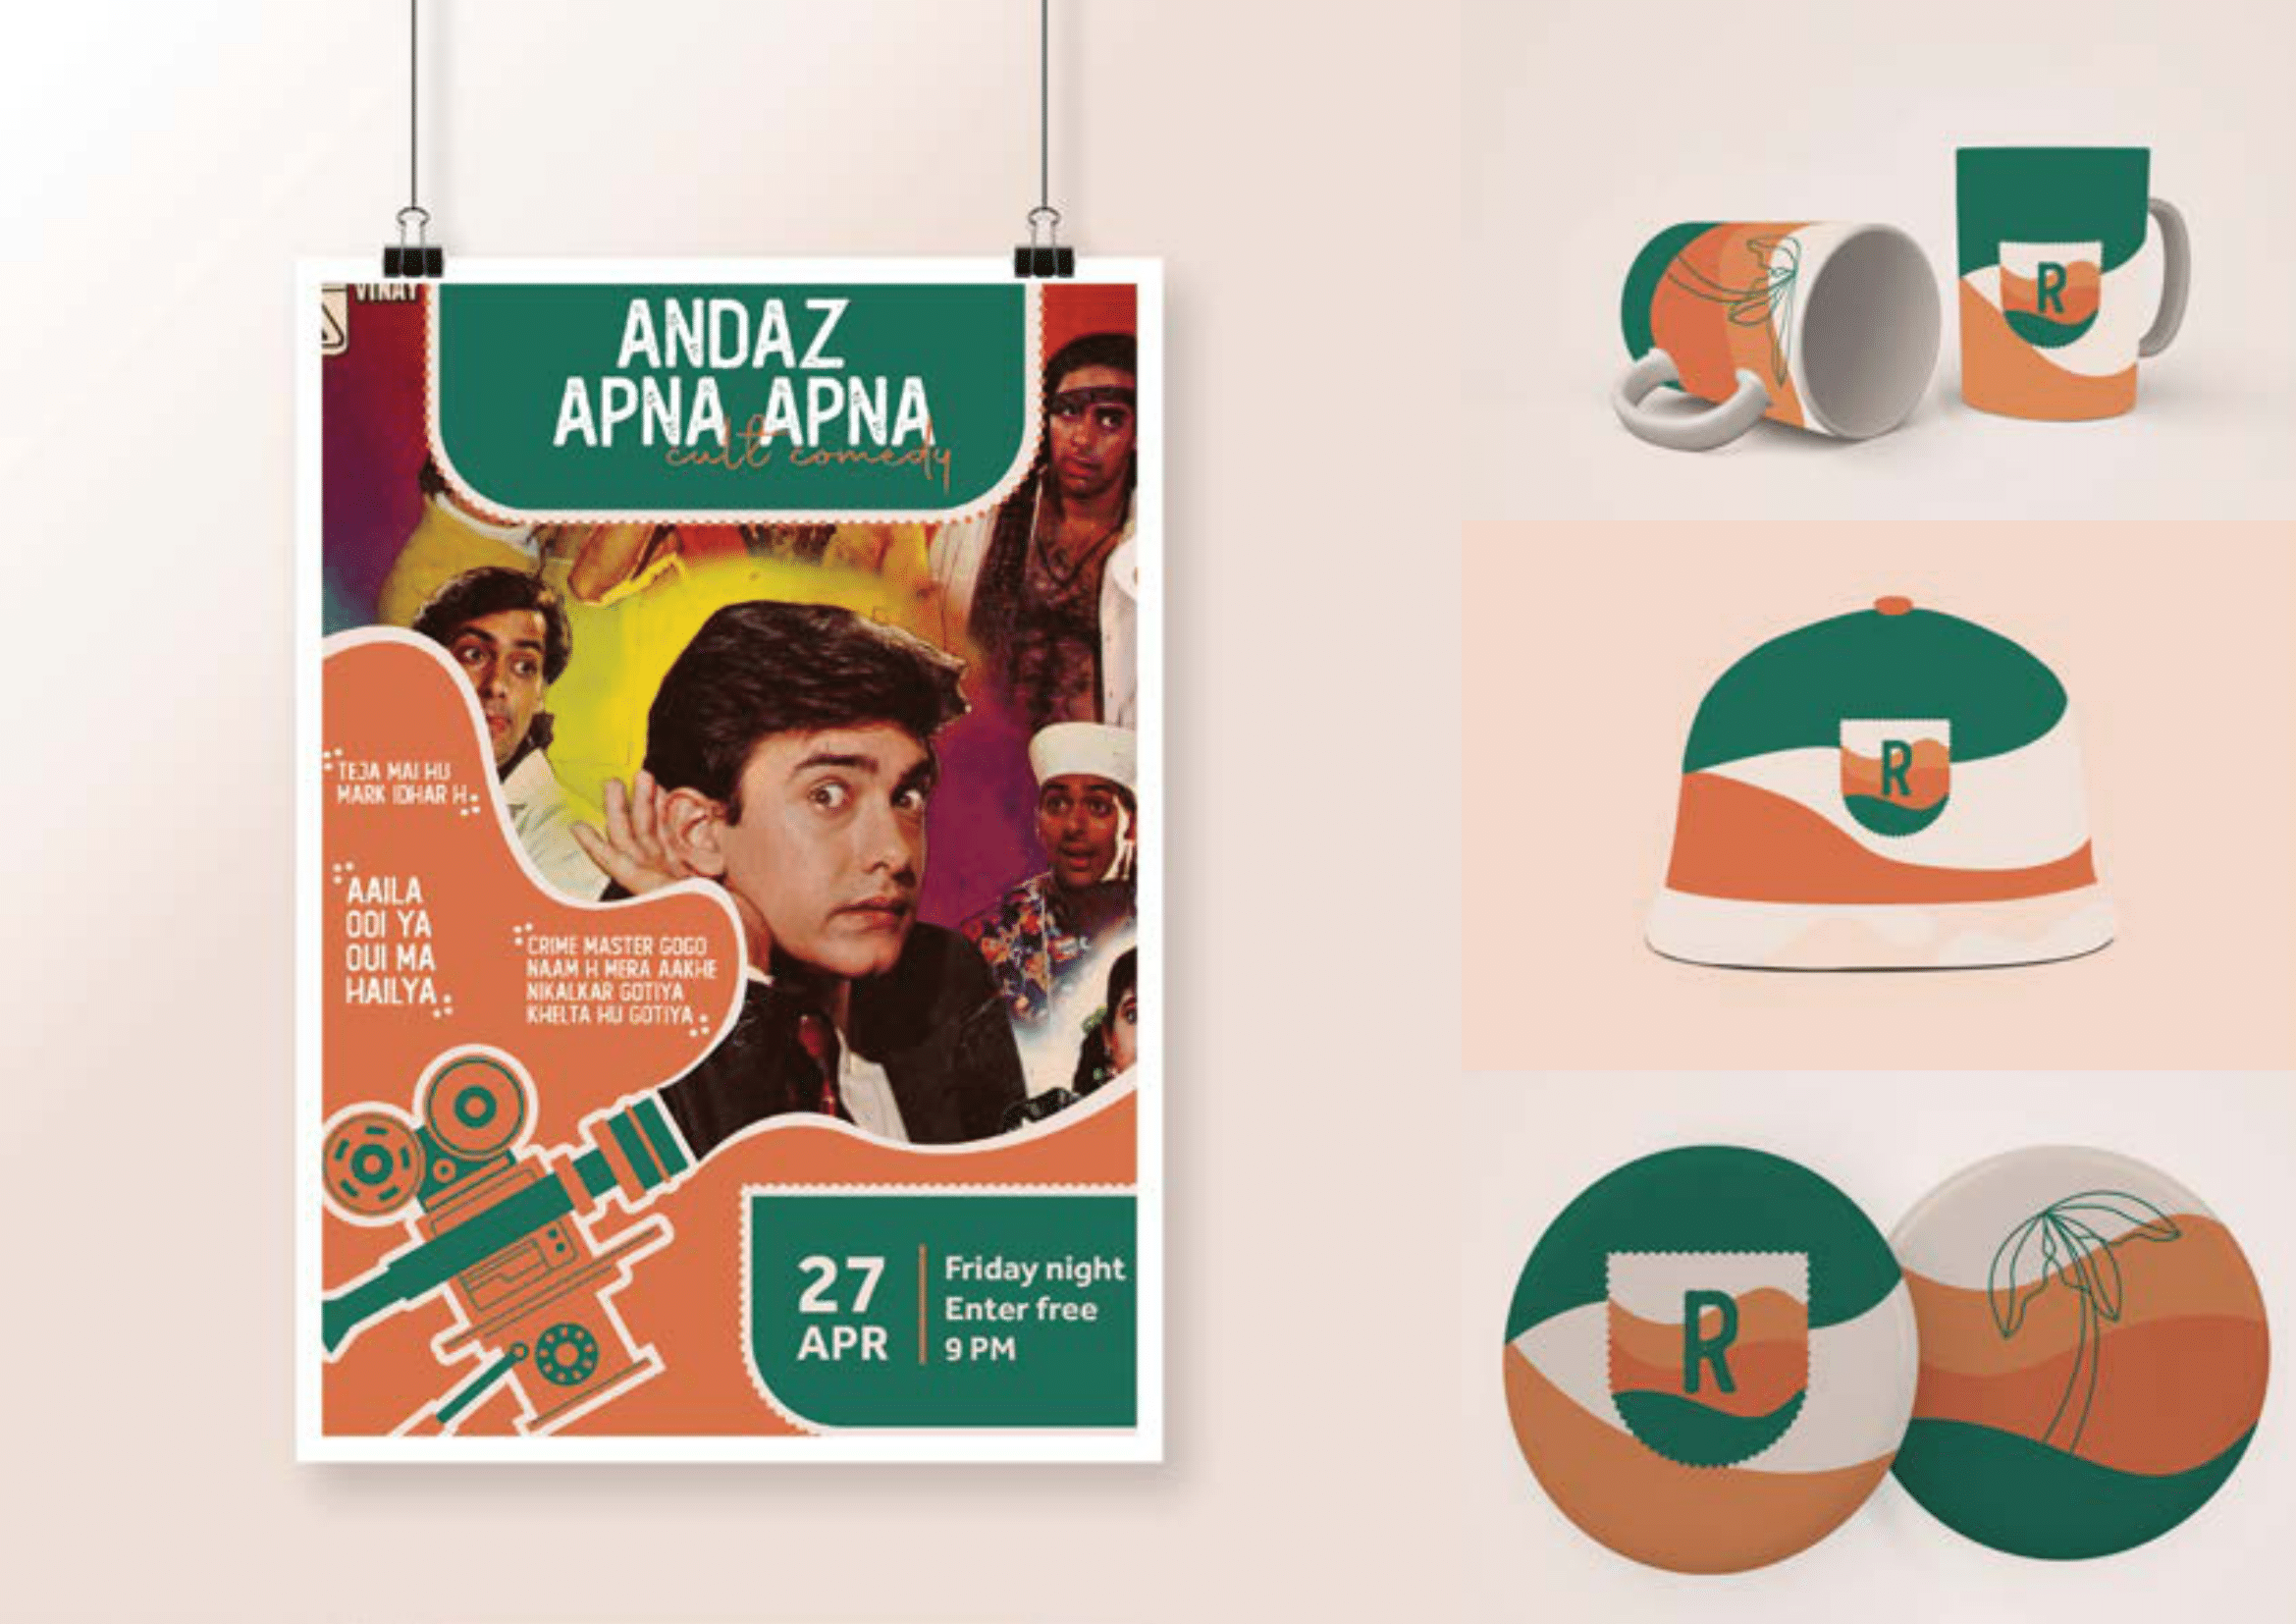 VINAY
ANDAZ
APNA APNA
cult comedy
TEJA MAI HU
MARK IDHAR H
AAILA
OOI YA
OUI MA
HAILYA
CRIME MASTER GOGO
NAAM H MERA AAKHE
NIKALKAR GOTIYA
KHELTA HU GOTIYA
27
APR
Friday night
Enter free
9 PM
R
R
R